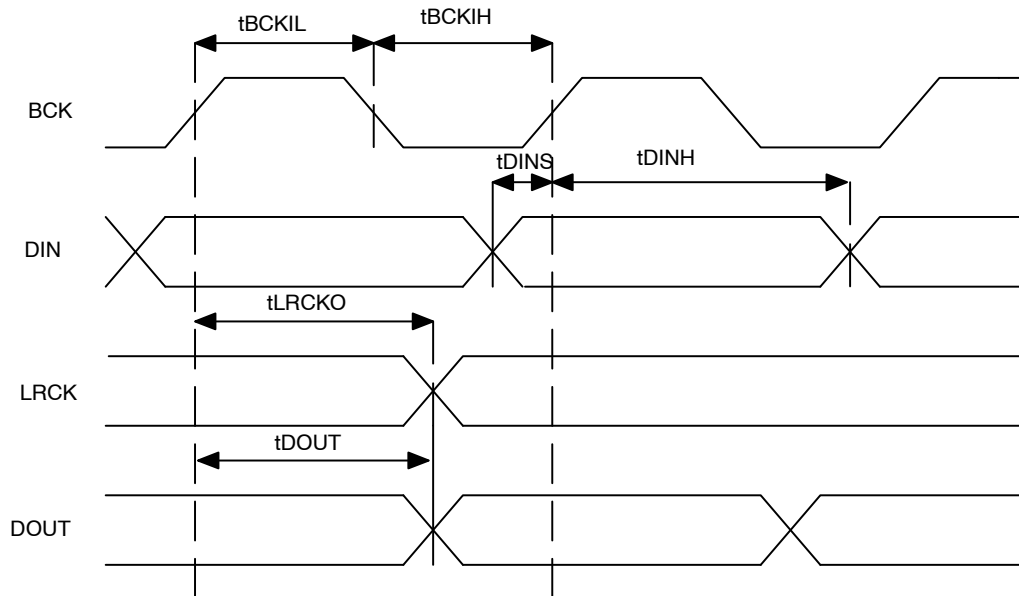 tBCKIL
tBCKIH
BCK
tDINS
tDINH
DIN
tLRCKO
LRCK
tDOUT
DOUT